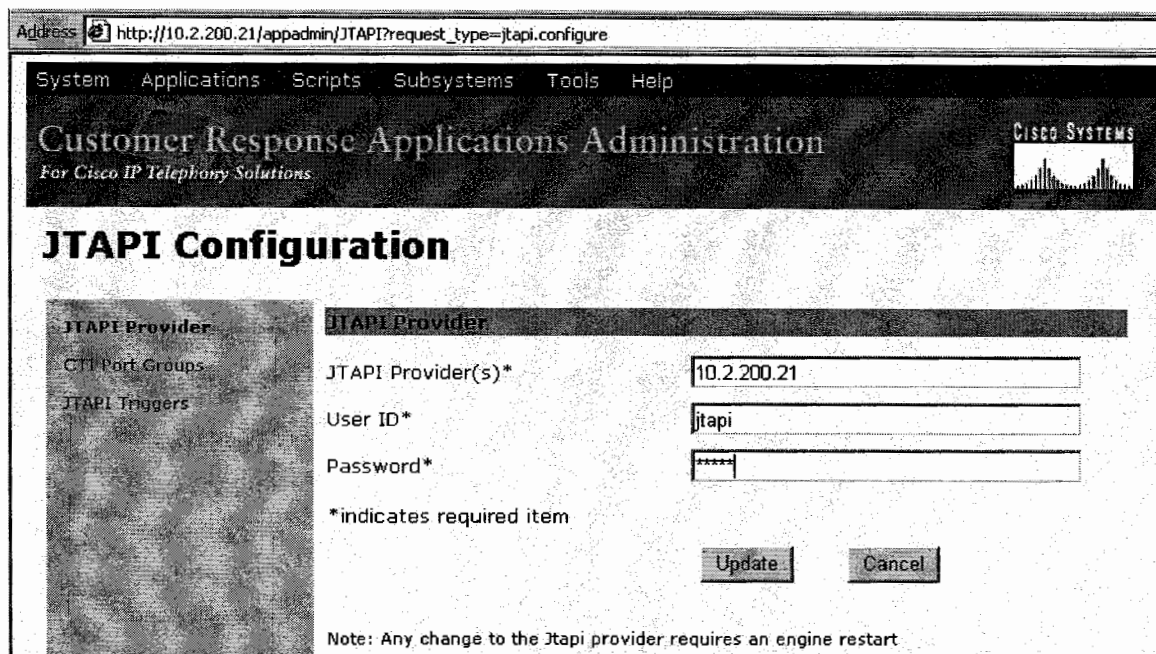 Address http://10.2.200.21/appadmin/JTAPI?request_type=jtapi.configure
System Applications Scripts Subsystems Tools Help
Customer Response Applications Administration
For Cisco IP Telephony Solutions
CISCO SYSTEMS
JTAPI Configuration
JTAPI Provider
CTI Port Groups
JTAPI Triggers
JTAPI Provider
JTAPI Provider(s)* 10.2.200.21
User ID* jtapi
Password* *****
*indicates required item
Update Cancel
Note: Any change to the Jtapi provider requires an engine restart